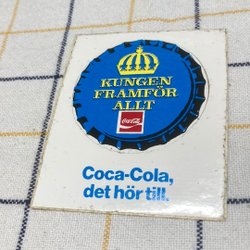 KUNGEN
FRAMFÖR
ALLT
Coca-Cola
Coca-Cola,
det hör till.